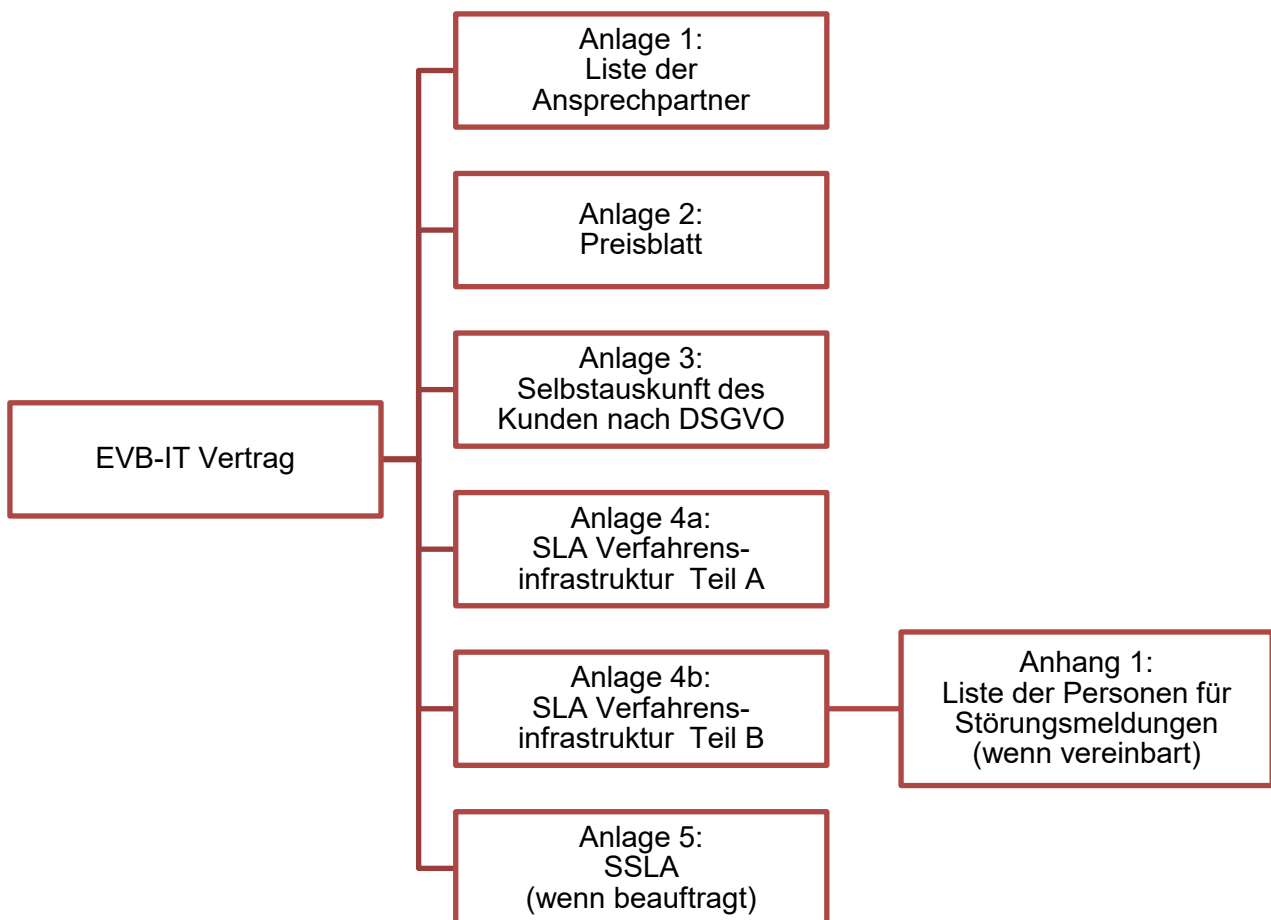 Anlage 1:
Liste der
Ansprechpartner
Anlage 2:
Preisblatt
Anlage 3:
Selbstauskunft des
Kunden nach DSGVO
EVB-IT Vertrag
Anlage 4a:
SLA Verfahrens-
infrastruktur  Teil A
Anlage 4b:
SLA Verfahrens-
infrastruktur  Teil B
Anhang 1:
Liste der Personen für
Störungsmeldungen
(wenn vereinbart)
Anlage 5:
SSLA
(wenn beauftragt)